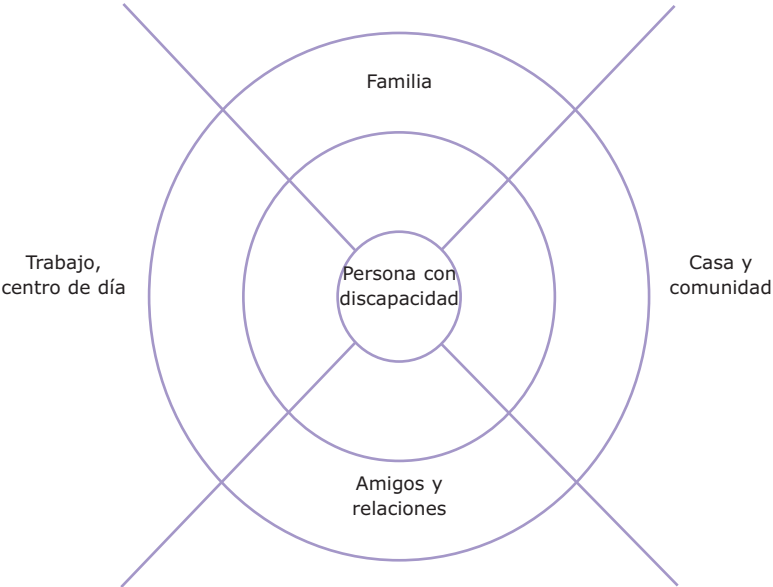 Familia
Trabajo,
centro de día
Persona con
discapacidad
Casa y
comunidad
Amigos y
relaciones